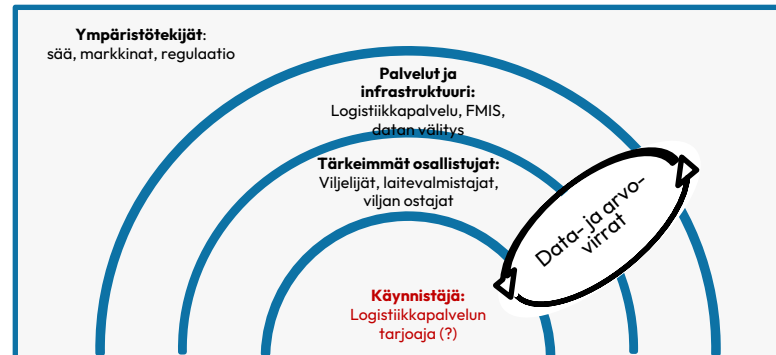 Ympäristötekijät:
sää, markkinat, regulaatio
Palvelut ja
infrastruktuuri:
Logistiikkapalvelu, FMIS,
datan välitys
Tärkeimmät osallistujat:
Viljelijät, laitevalmistajat,
viljan ostajat
Data- ja arvo-
virrat
Käynnistäjä:
Logistiikkapalvelun
tarjoaja (?)